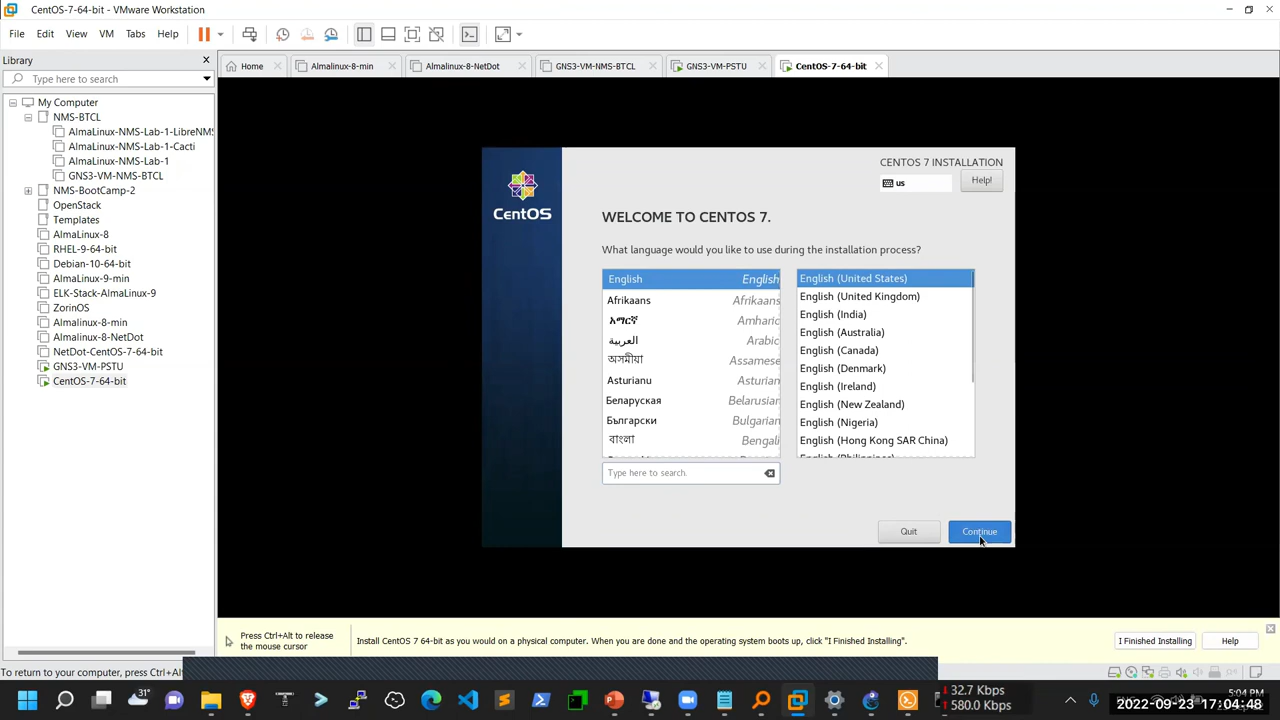 CentOS-7-64-bit - VMware Workstation
File Edit View VM Tabs Help
Library
Type here to search
My Computer
NMS-BTCL
AlmaLinux-NMS-Lab-1-LibreNMS
AlmaLinux-NMS-Lab-1-Cacti
AlmaLinux-NMS-Lab-1
GNS3-VM-NMS-BTCL
NMS-BootCamp-2
OpenStack
Templates
AlmaLinux-8
RHEL-9-64-bit
Debian-10-64-bit
AlmaLinux-9-min
ELK-Stack-AlmaLinux-9
ZorinOS
Almalinux-8-min
Almalinux-8-NetDot
NetDot-CentOS-7-64-bit
GNS3-VM-PSTU
CentOS-7-64-bit
Home Almalinux-8-min Almalinux-8-NetDot GNS3-VM-NMS-BTCL GNS3-VM-PSTU CentOS-7-64-bit
CentOS
CENTOS 7 INSTALLATION
us Help!
WELCOME TO CENTOS 7.
What language would you like to use during the installation process?
English English
Afrikaans Afrikaans
አማርኛ Amharic
العربية Arabic
অসমীয়া Assamese
Asturianu Asturian
Беларуская Belarusian
Български Bulgarian
বাংলা Bengali
Type here to search.
English (United States)
English (United Kingdom)
English (India)
English (Australia)
English (Canada)
English (Denmark)
English (Ireland)
English (New Zealand)
English (Nigeria)
English (Hong Kong SAR China)
English (Philippines)
Quit Continue
Press Ctrl+Alt to release
the mouse cursor
Install CentOS 7 64-bit as you would on a physical computer. When you are done and the operating system boots up, click "I Finished Installing".
I Finished Installing Help
To return to your computer, press Ctrl+Al
31°
32.7 Kbps
580.0 Kbps
5:04 PM
2022-09-23 17:04:48